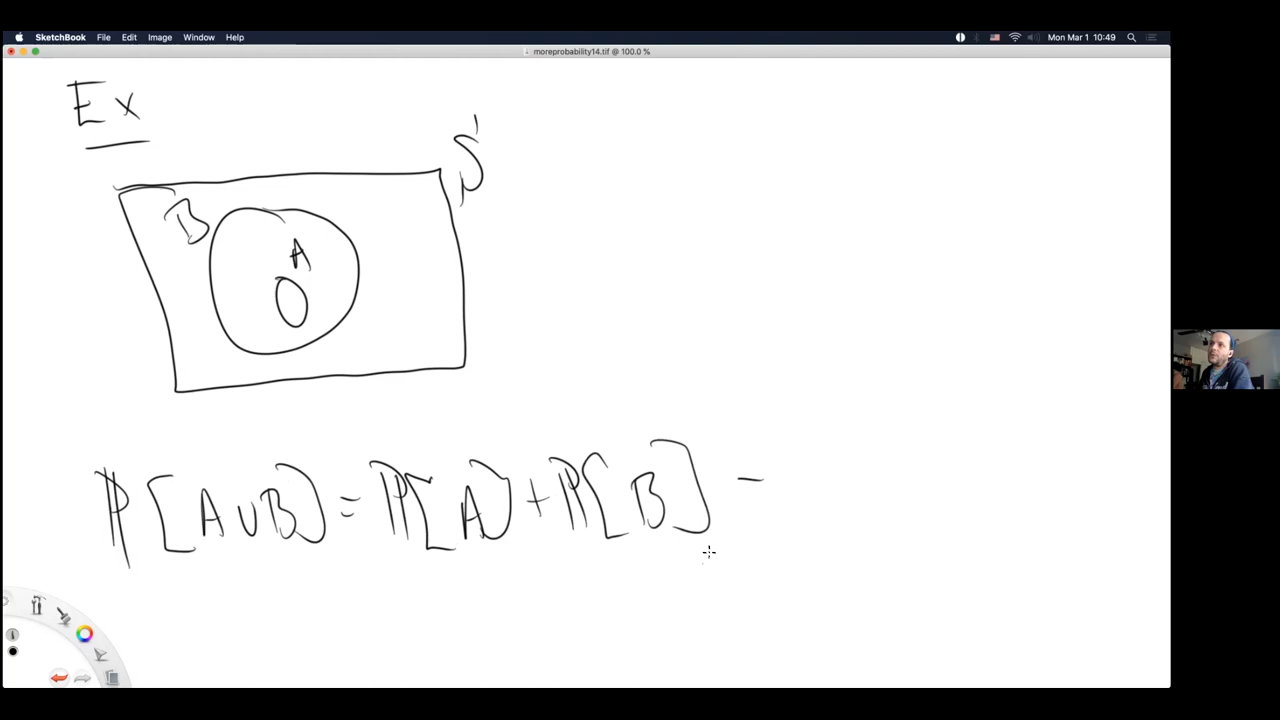 SketchBook File Edit Image Window Help Mon Mar 1 10:49
moreprobability14.tif @ 100.0 %
Ex
S
B
A
ℙ[A∪B] = ℙ[A] + ℙ[B] −